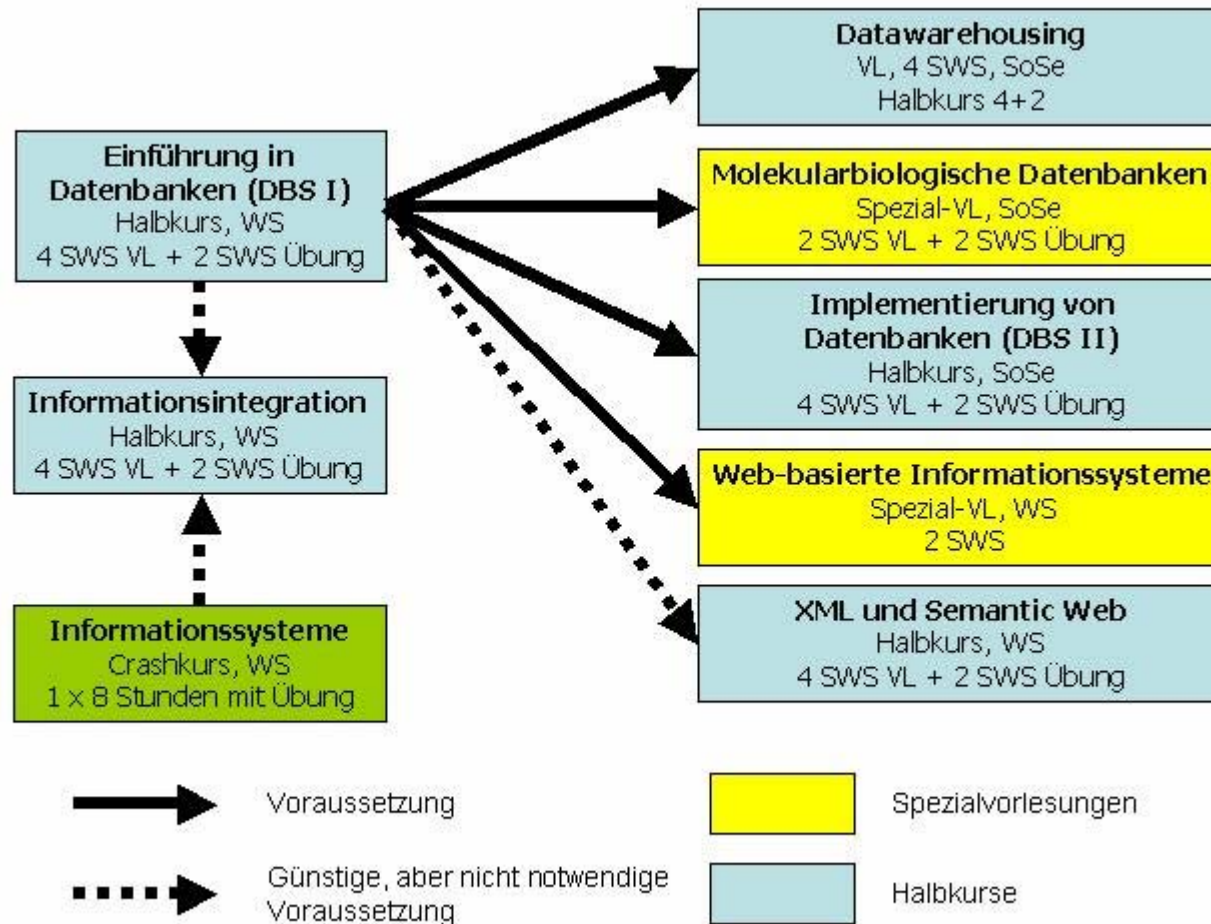 Einführung in
Datenbanken (DBS I)
Halbkurs, WS
4 SWS VL + 2 SWS Übung
Informationsintegration
Halbkurs, WS
4 SWS VL + 2 SWS Übung
Informationssysteme
Crashkurs, WS
1 x 8 Stunden mit Übung
Datawarehousing
VL, 4 SWS, SoSe
Halbkurs 4+2
Molekularbiologische Datenbanken
Spezial-VL, SoSe
2 SWS VL + 2 SWS Übung
Implementierung von
Datenbanken (DBS II)
Halbkurs, SoSe
4 SWS VL + 2 SWS Übung
Web-basierte Informationssysteme
Spezial-VL, WS
2 SWS
XML und Semantic Web
Halbkurs, WS
4 SWS VL + 2 SWS Übung
Voraussetzung
Günstige, aber nicht notwendige
Voraussetzung
Spezialvorlesungen
Halbkurse